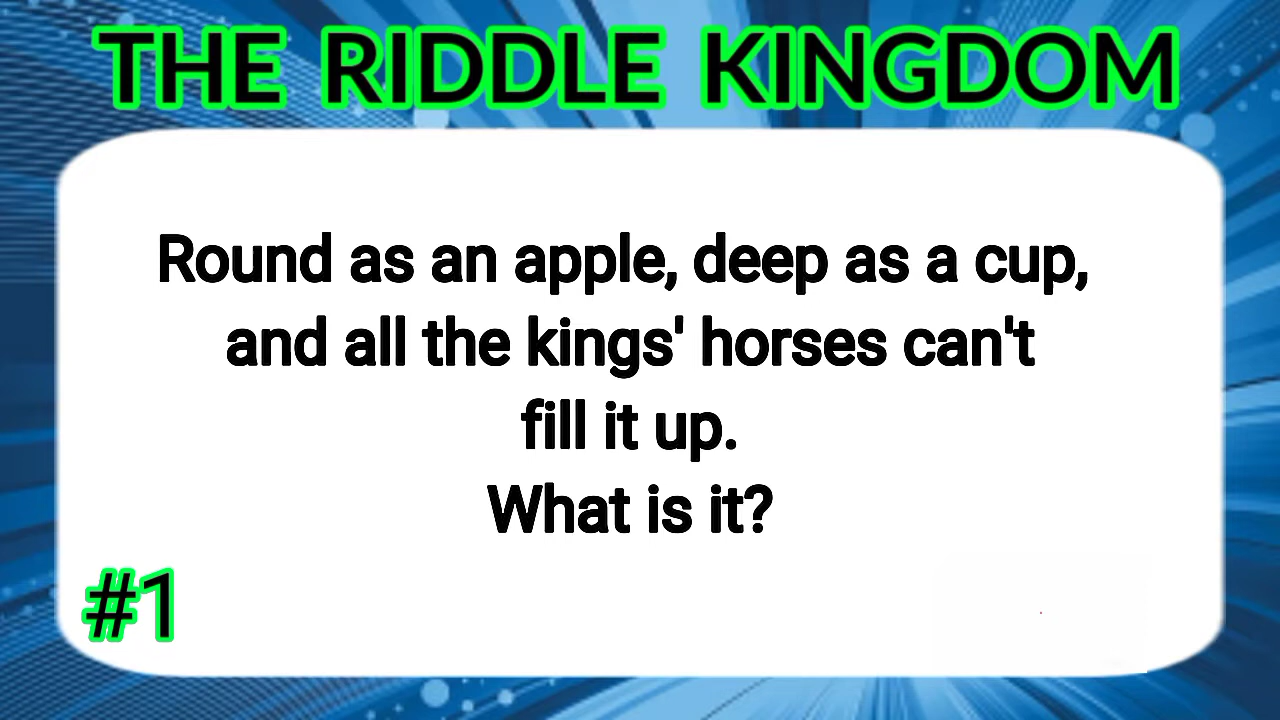 THE RIDDLE KINGDOM
Round as an apple, deep as a cup,
and all the kings' horses can't
fill it up.
What is it?
#1